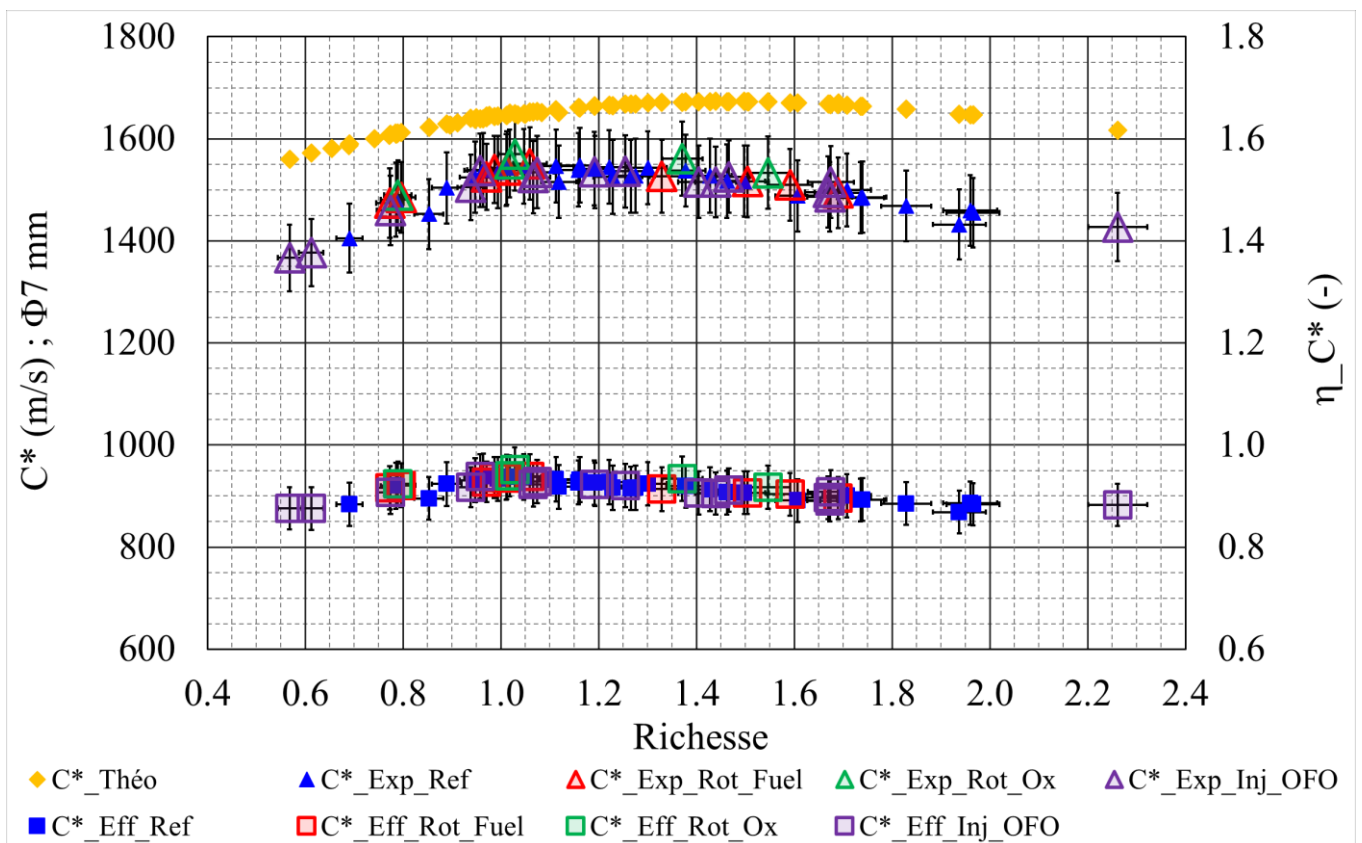 1800
1600
1400
1200
1000
800
600
C* (m/s) ; Φ7 mm
1.8
1.6
1.4
1.2
1.0
0.8
0.6
η_C* (-)
0.4 0.6 0.8 1.0 1.2 1.4 1.6 1.8 2.0 2.2 2.4
Richesse
C*_Théo C*_Exp_Ref C*_Exp_Rot_Fuel C*_Exp_Rot_Ox C*_Exp_Inj_OFO
C*_Eff_Ref C*_Eff_Rot_Fuel C*_Eff_Rot_Ox C*_Eff_Inj_OFO